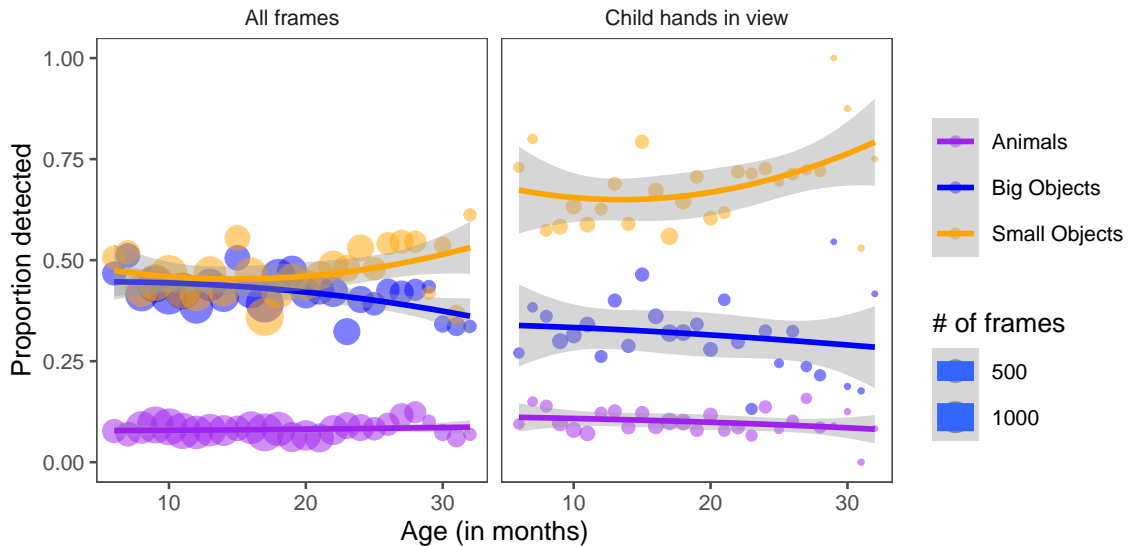 All frames
Child hands in view
Proportion detected
1.00
0.75
0.50
0.25
0.00
10
20
30
10
20
30
Age (in months)
Animals
Big Objects
Small Objects
# of frames
500
1000